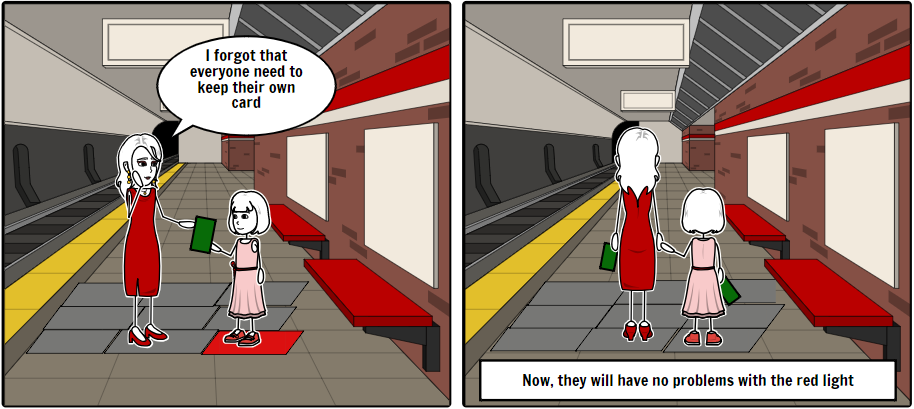 I forgot that
everyone need to
keep their own
card
Now, they will have no problems with the red light